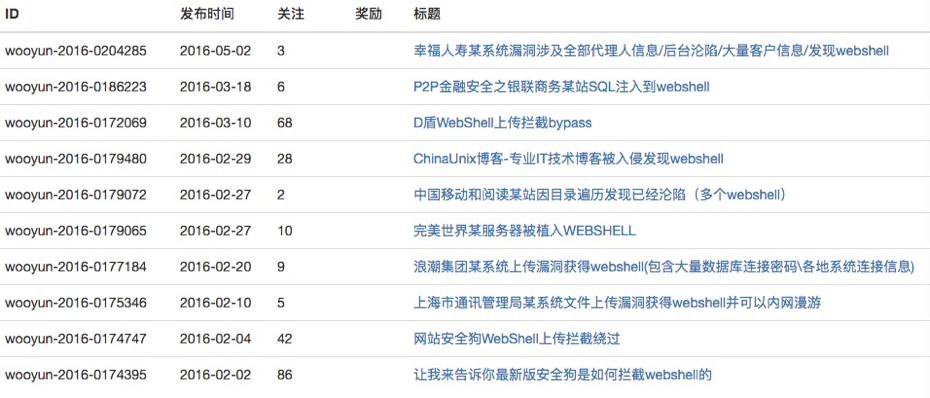 ID 发布时间 关注 奖励 标题
wooyun-2016-0204285 2016-05-02 3 幸福人寿某系统漏洞涉及全部代理人信息/后台沦陷/大量客户信息/发现webshell
wooyun-2016-0186223 2016-03-18 6 P2P金融安全之银联商务某站SQL注入到webshell
wooyun-2016-0172069 2016-03-10 68 D盾WebShell上传拦截bypass
wooyun-2016-0179480 2016-02-29 28 ChinaUnix博客-专业IT技术博客被入侵发现webshell
wooyun-2016-0179072 2016-02-27 2 中国移动和阅读某站因目录遍历发现已经沦陷（多个webshell）
wooyun-2016-0179065 2016-02-27 10 完美世界某服务器被植入WEBSHELL
wooyun-2016-0177184 2016-02-20 9 浪潮集团某系统上传漏洞获得webshell(包含大量数据库连接密码\各地系统连接信息)
wooyun-2016-0175346 2016-02-10 5 上海市通讯管理局某系统文件上传漏洞获得webshell并可以内网漫游
wooyun-2016-0174747 2016-02-04 42 网站安全狗WebShell上传拦截绕过
wooyun-2016-0174395 2016-02-02 86 让我来告诉你最新版安全狗是如何拦截webshell的